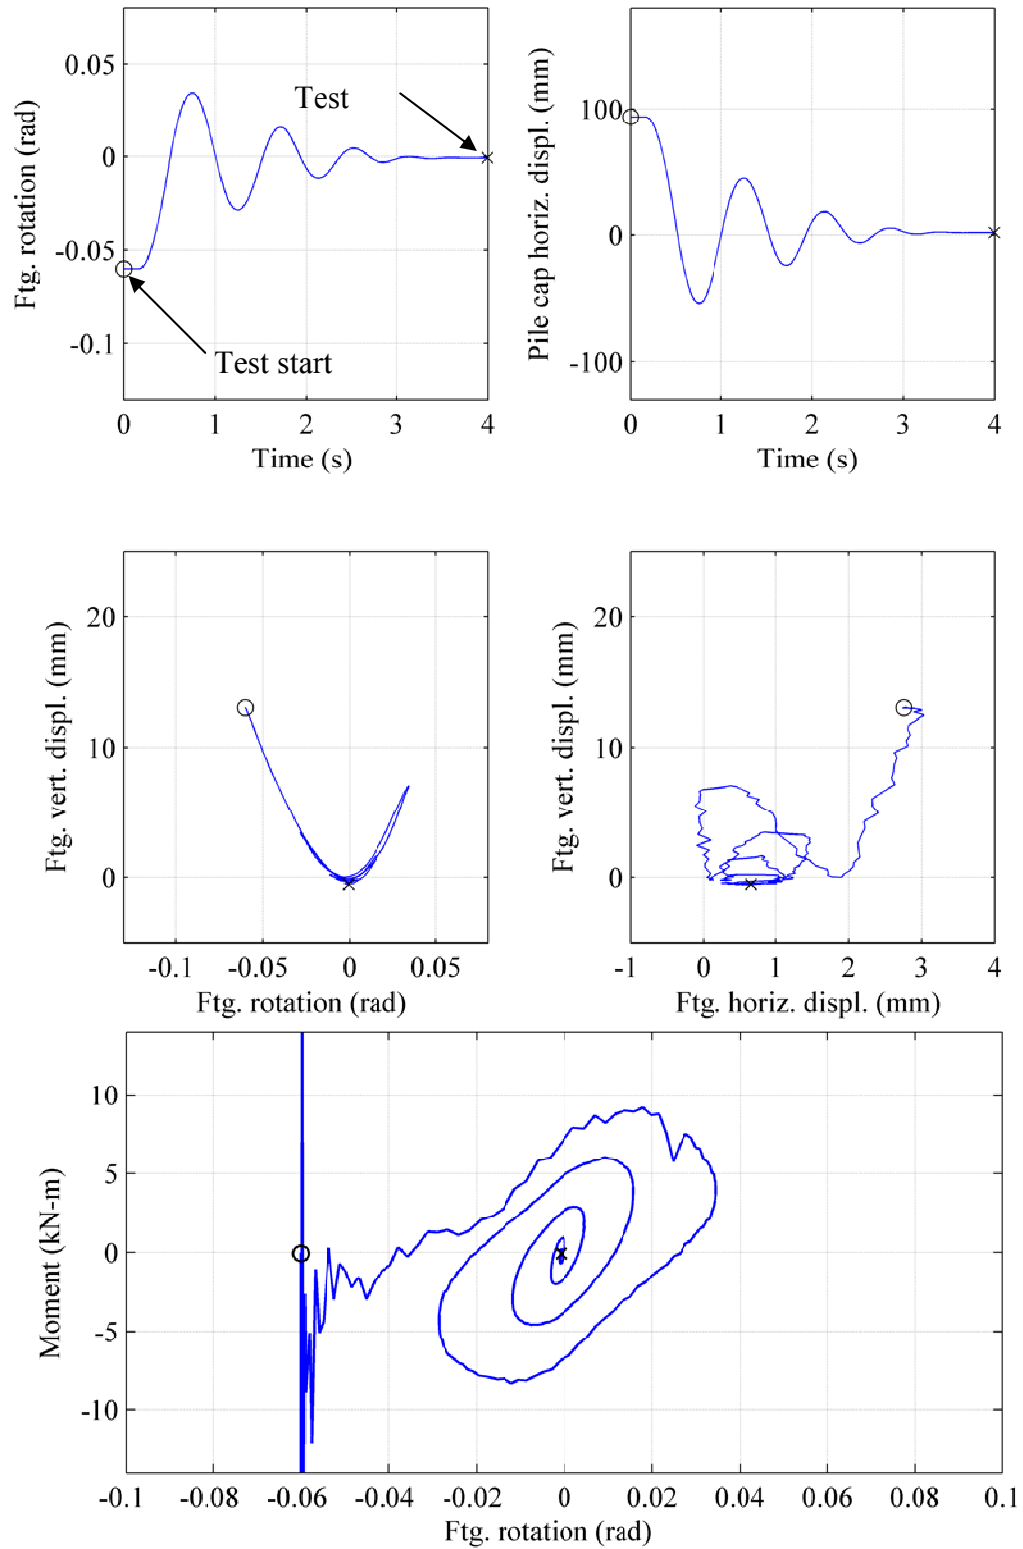 0.05
0
-0.05
-0.1
Ftg. rotation (rad)
Test
Test start
0 1 2 3 4
Time (s)
100
0
-100
Pile cap horiz. displ. (mm)
0 1 2 3 4
Time (s)
20
10
0
Ftg. vert. displ. (mm)
-0.1 -0.05 0 0.05
Ftg. rotation (rad)
20
10
0
Ftg. vert. displ. (mm)
-1 0 1 2 3 4
Ftg. horiz. displ. (mm)
10
5
0
-5
-10
Moment (kN-m)
-0.1 -0.08 -0.06 -0.04 -0.02 0 0.02 0.04 0.06 0.08 0.1
Ftg. rotation (rad)